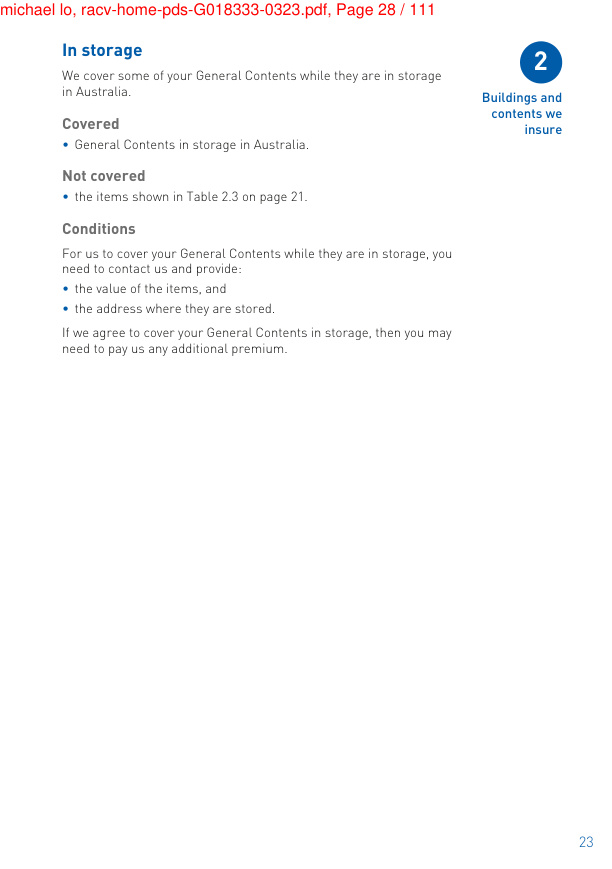 michael lo, racv-home-pds-G018333-0323.pdf, Page 28 / 111
In storage
We cover some of your General Contents while they are in storage
in Australia.
Covered
• General Contents in storage in Australia.
Not covered
• the items shown in Table 2.3 on page 21.
Conditions
For us to cover your General Contents while they are in storage, you
need to contact us and provide:
• the value of the items, and
• the address where they are stored.
If we agree to cover your General Contents in storage, then you may
need to pay us any additional premium.
2
Buildings and
contents we
insure
23